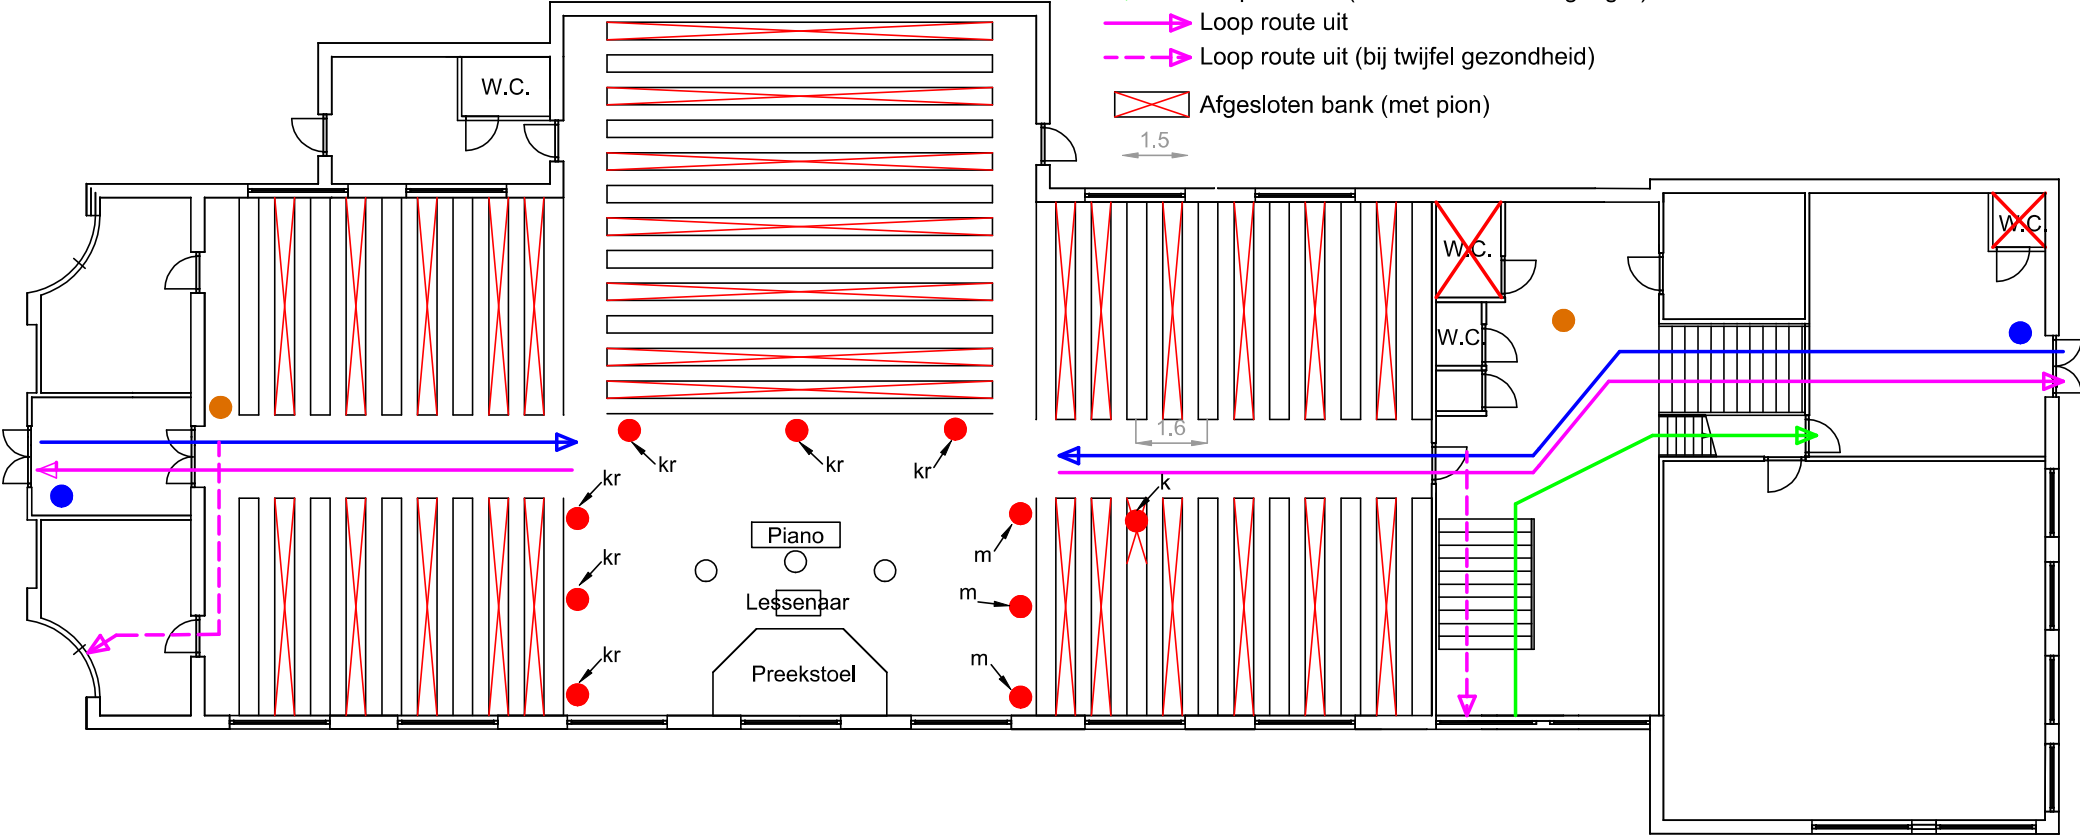 Loop route uit
Loop route uit (bij twijfel gezondheid)
Afgesloten bank (met pion)
1.5
W.C.
W.C.
W.C.
W.C.
1.6
kr
kr
kr
kr
kr
kr
k
m
m
m
Piano
Lessenaar
Preekstoel